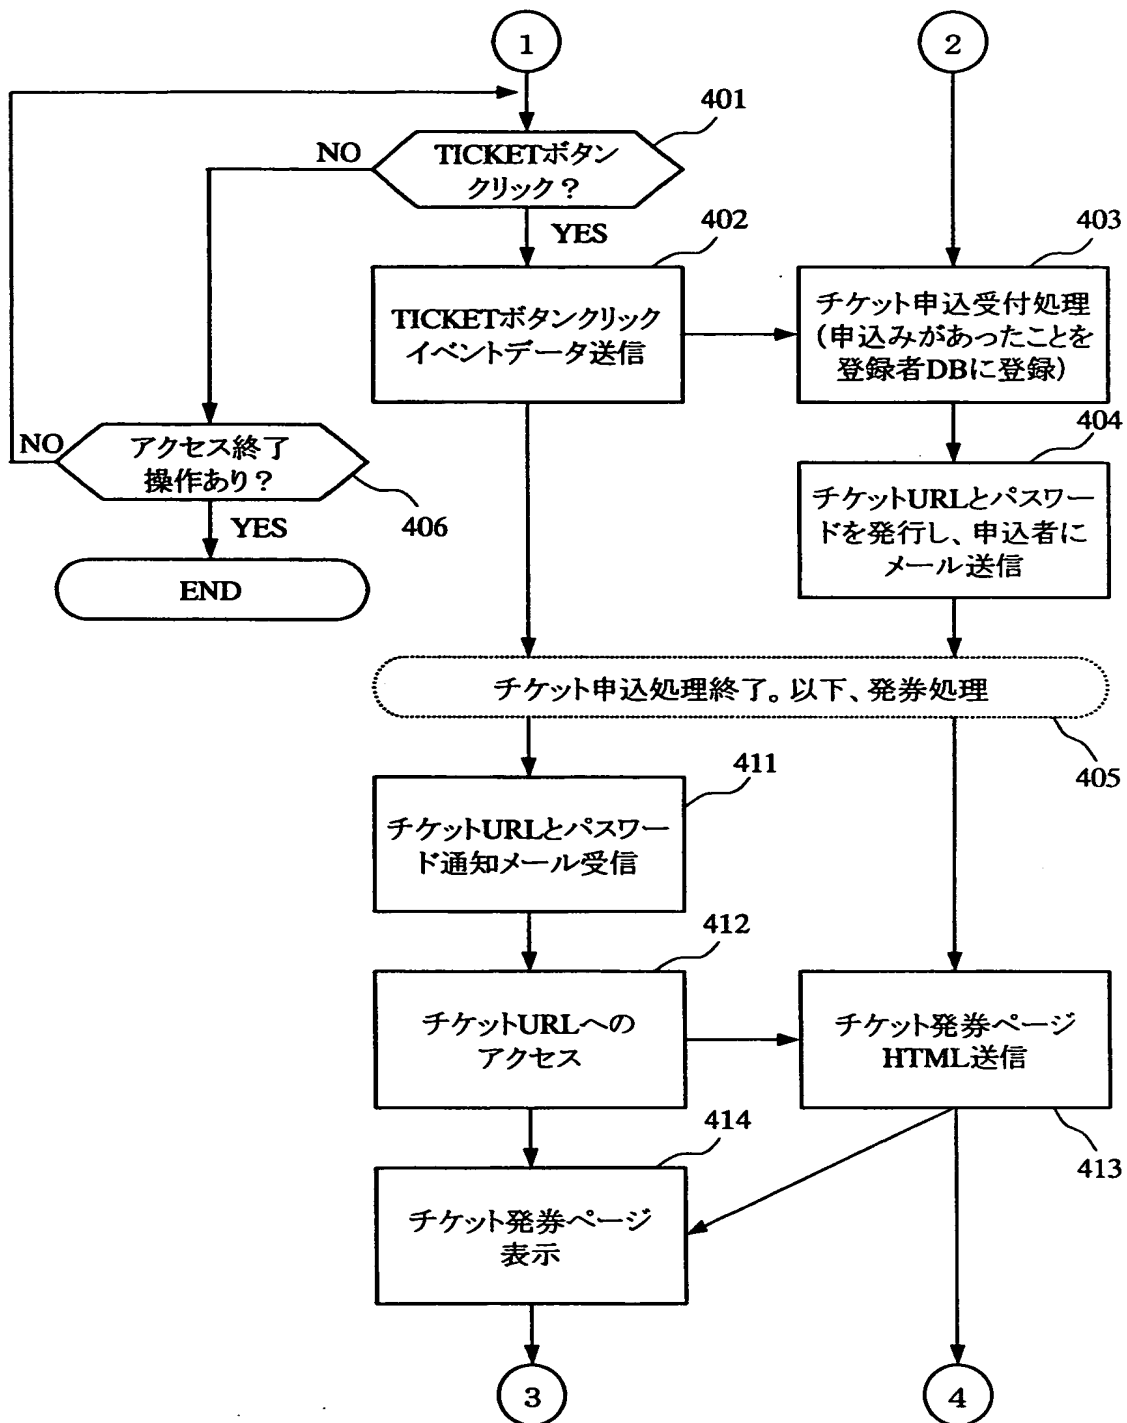 1
2
401
NO
TICKETボタン
クリック?
YES
402
403
TICKETボタンクリック
イベントデータ送信
チケット申込受付処理
(申込みがあったことを
登録者DBに登録)
404
NO
アクセス終了
操作あり?
406
YES
END
チケットURLとパスワー
ドを発行し、申込者に
メール送信
チケット申込処理終了。以下、発券処理
405
411
チケットURLとパスワー
ド通知メール受信
412
チケットURLへの
アクセス
チケット発券ページ
HTML送信
413
414
チケット発券ページ
表示
3
4